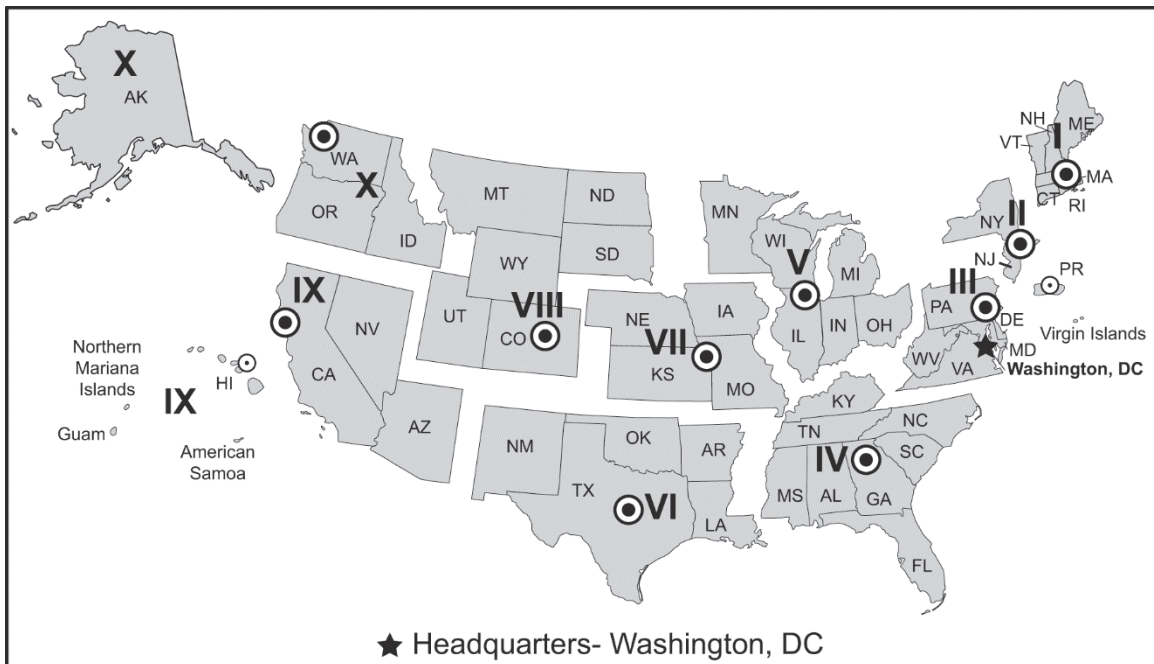 X
AK
WA
X
OR
ID
MT
ND
SD
WY
MN
WI
V
MI
IL
IN
OH
NH
I
ME
VT
MA
CT
RI
II
NY
NJ
PR
III
PA
DE
Virgin Islands
MD
WV
VA
Washington, DC
IX
NV
CA
UT
VIII
CO
NE
IA
VII
KS
MO
Northern
Mariana
Islands
HI
IX
Guam
American
Samoa
AZ
NM
OK
AR
TX
VI
LA
KY
TN
NC
IV
SC
MS
AL
GA
FL
★ Headquarters- Washington, DC